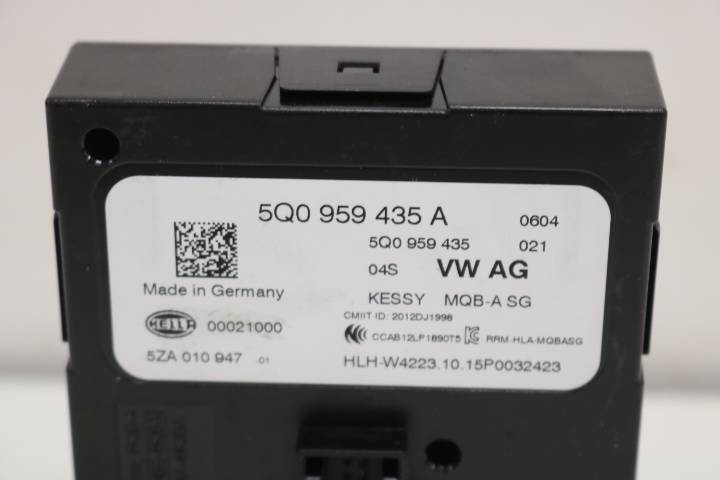 5Q0 959 435 A 0604
5Q0 959 435 021
04S VW AG
Made in Germany KESSY MQB-A SG
CMIIT ID: 2012DJ1998
HELLA 00021000 CCAB12LP1890T5 RRM-HLA-MQBASG
5ZA 010 947 -01 HLH-W4223.10.15P0032423